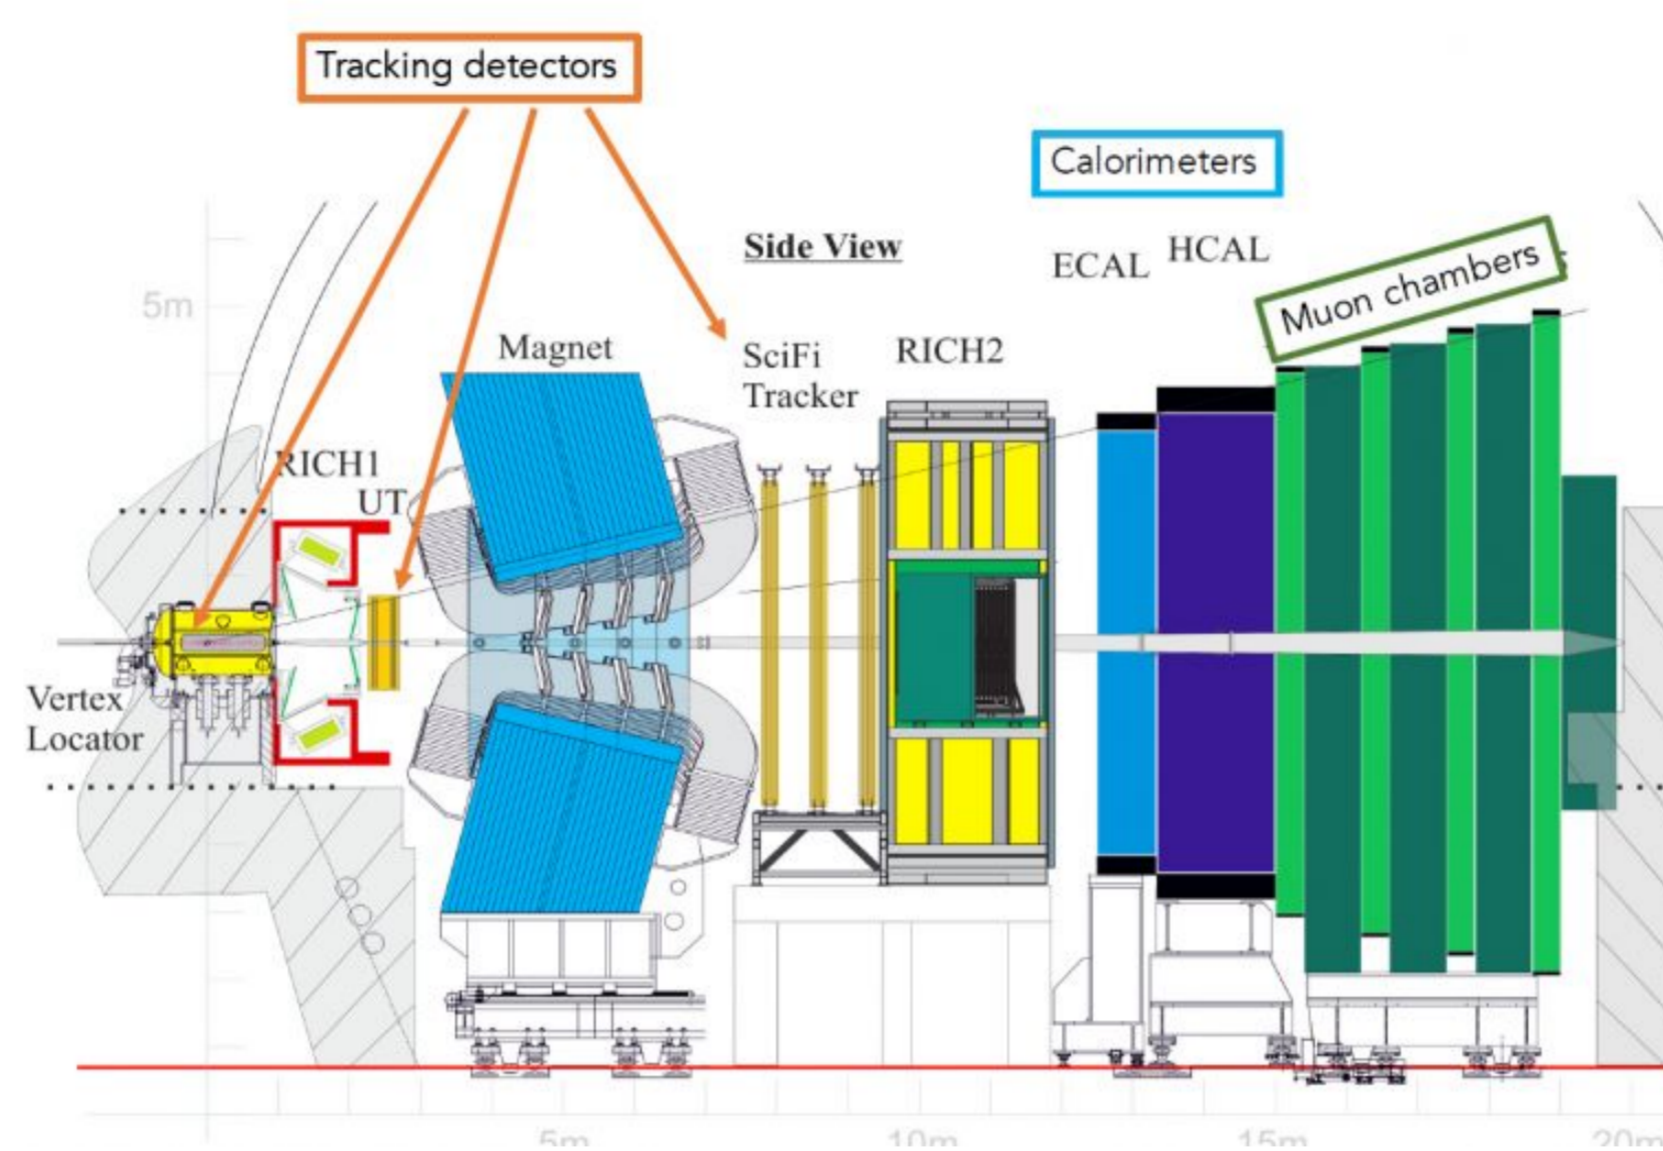 Tracking detectors
Calorimeters
Side View
ECAL
HCAL
Muon chambers
5m
Magnet
SciFi
Tracker
RICH2
RICH1
UT
Vertex
Locator
5m
10m
15m
20m